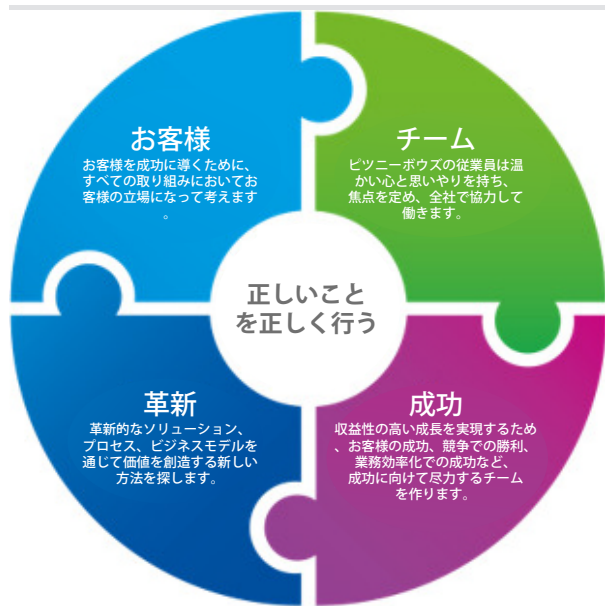 お客様
お客様を成功に導くために、
すべての取り組みにおいてお
客様の立場になって考えます
。
チーム
ピツニーボウズの従業員は温
かい心と思いやりを持ち、
焦点を定め、全社で協力して
働きます。
正しいこと
を正しく行う
革新
革新的なソリューション、
プロセス、ビジネスモデルを
通じて価値を創造する新しい
方法を探します。
成功
収益性の高い成長を実現するため
、お客様の成功、競争での勝利、
業務効率化での成功など、
成功に向けて尽力するチーム
を作ります。